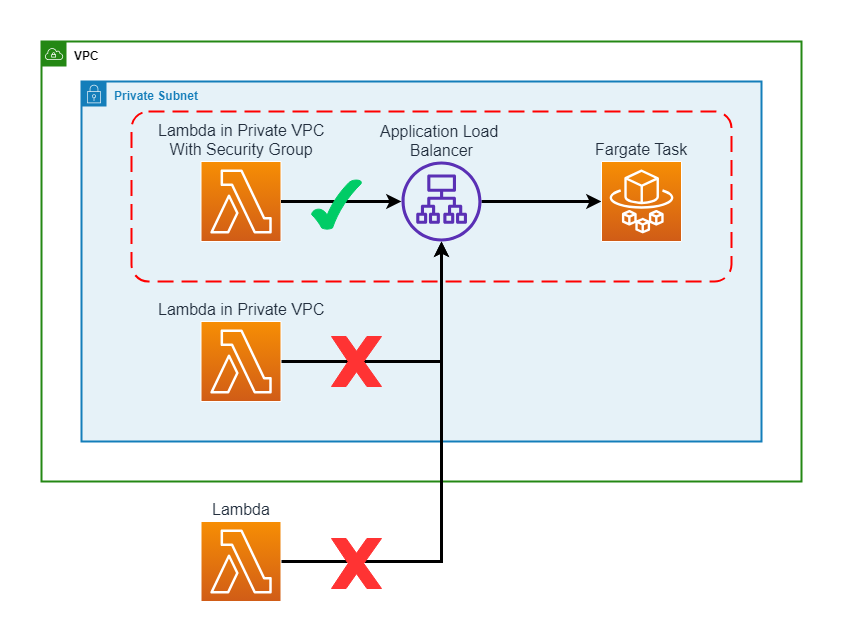 VPC
Private Subnet
Lambda in Private VPC
With Security Group
Application Load
Balancer
Fargate Task
Lambda in Private VPC
Lambda